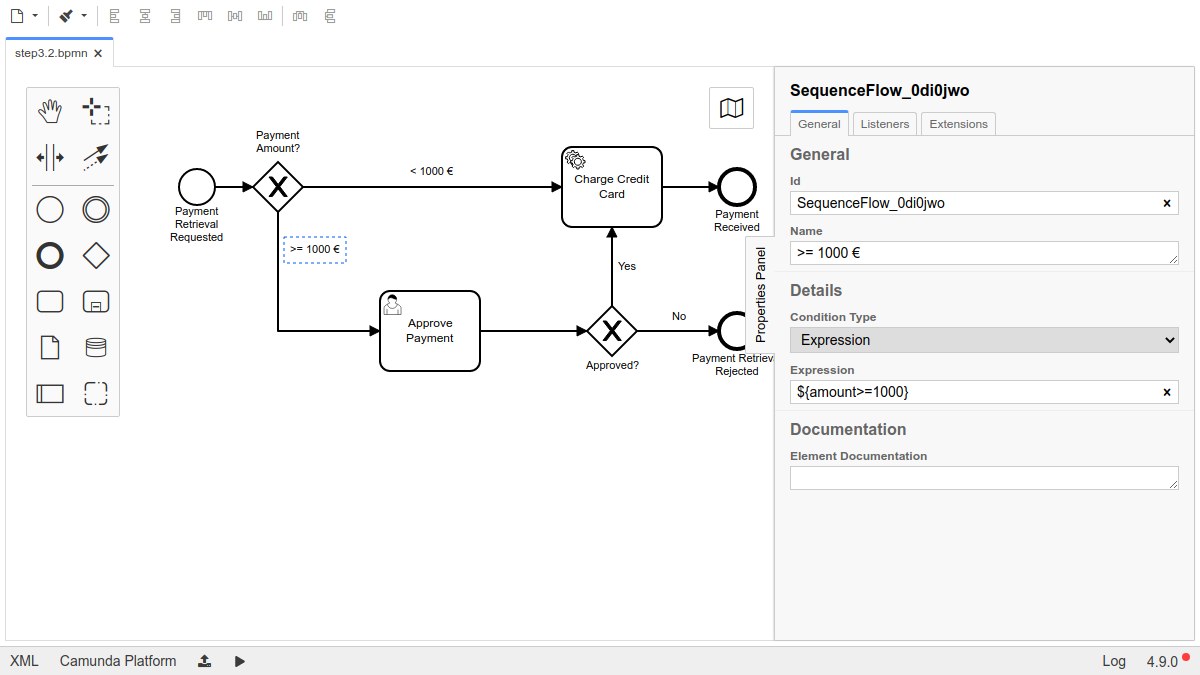 step3.2.bpmn
Payment
Amount?
< 1000 €
Payment
Retrieval
Requested
>= 1000 €
Charge Credit
Card
Payment
Received
Yes
Approve
Payment
Approved?
No
Payment Retriev
Rejected
Properties Panel
SequenceFlow_0di0jwo
General
Listeners
Extensions
General
Id
SequenceFlow_0di0jwo
Name
>= 1000 €
Details
Condition Type
Expression
Expression
${amount>=1000}
Documentation
Element Documentation
XML
Camunda Platform
Log
4.9.0